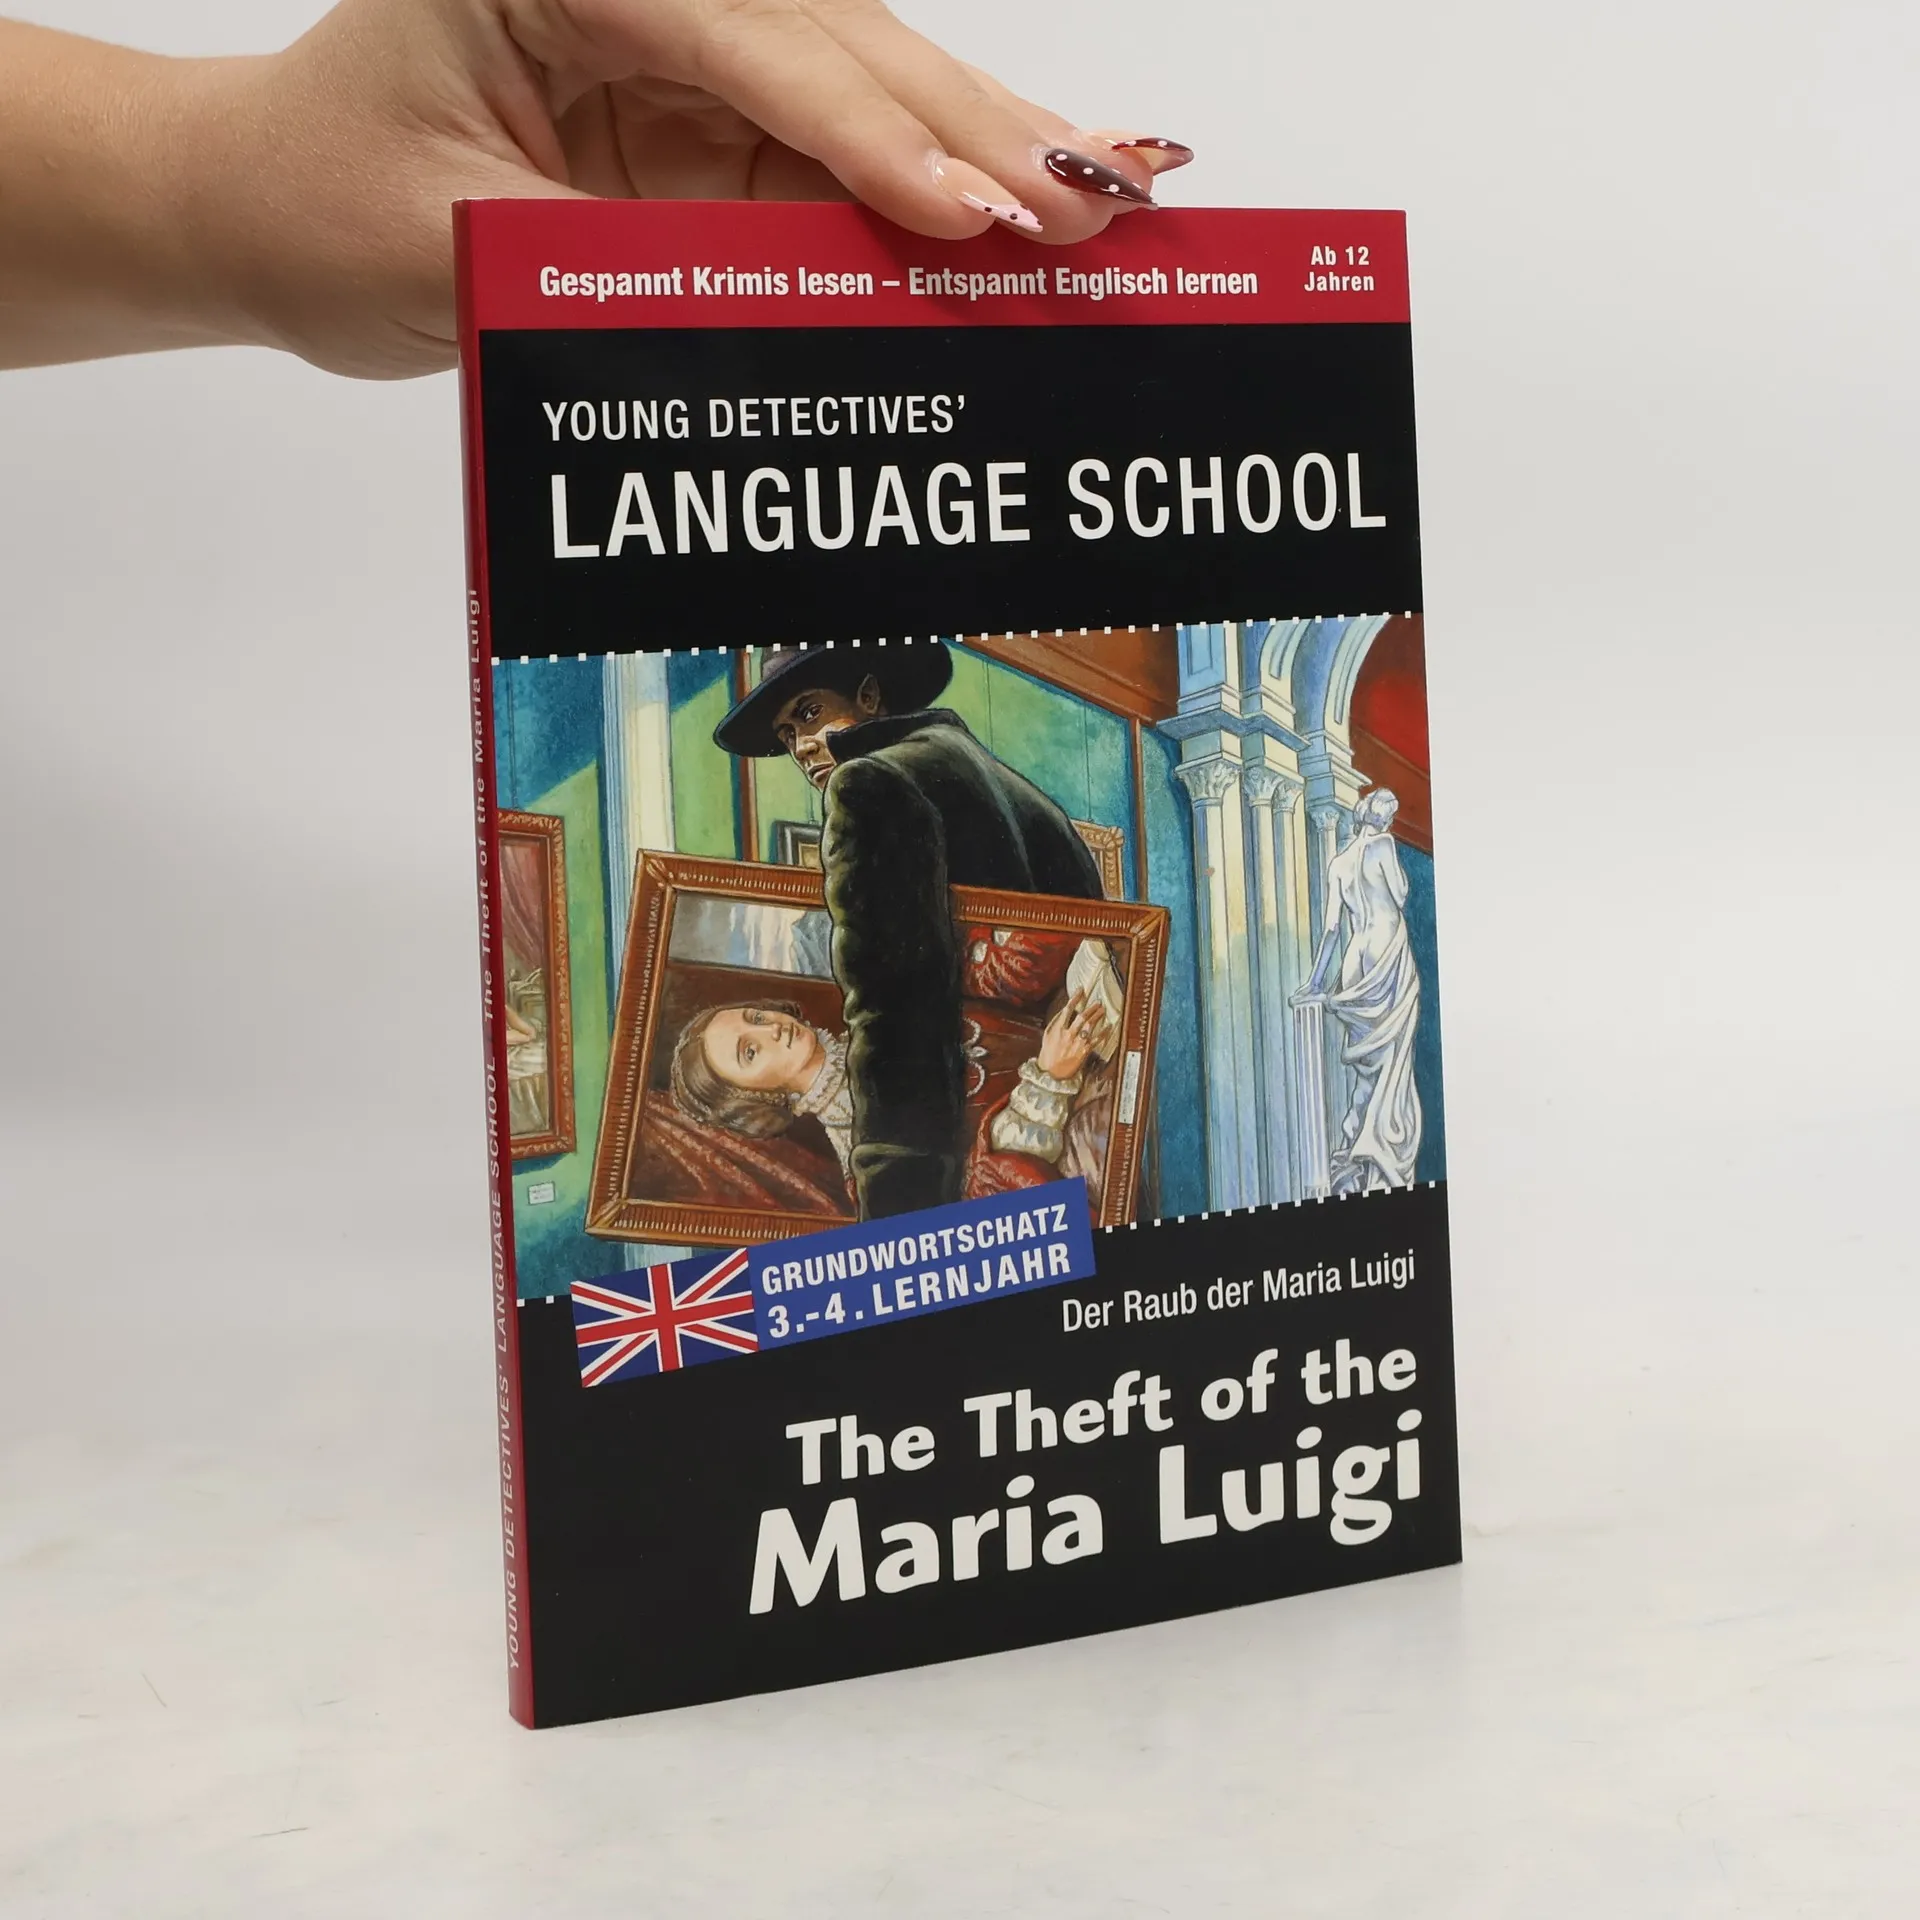 Gespannt Krimis lesen – Entspannt Englisch lernen
Ab 12
Jahren
YOUNG DETECTIVES’
LANGUAGE SCHOOL
GRUNDWORTSCHATZ
3.-4. LERNJAHR
Der Raub der Maria Luigi
The Theft of the
Maria Luigi
YOUNG DETECTIVES’ LANGUAGE SCHOOL The Theft of the Maria Luigi